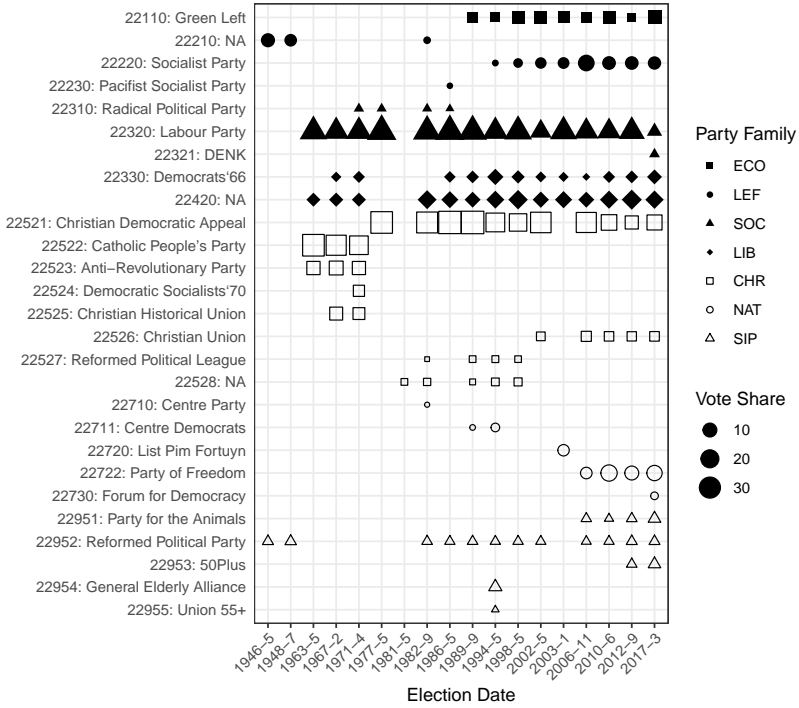 22110: Green Left
22210: NA
22220: Socialist Party
22230: Pacifist Socialist Party
22310: Radical Political Party
22320: Labour Party
22321: DENK
22330: Democrats‘66
22420: NA
22521: Christian Democratic Appeal
22522: Catholic People’s Party
22523: Anti−Revolutionary Party
22524: Democratic Socialists‘70
22525: Christian Historical Union
22526: Christian Union
22527: Reformed Political League
22528: NA
22710: Centre Party
22711: Centre Democrats
22720: List Pim Fortuyn
22722: Party of Freedom
22730: Forum for Democracy
22951: Party for the Animals
22952: Reformed Political Party
22953: 50Plus
22954: General Elderly Alliance
22955: Union 55+
1946−5
1948−7
1963−5
1967−2
1971−4
1977−5
1981−5
1982−9
1986−5
1989−9
1994−5
1998−5
2002−5
2003−1
2006−11
2010−6
2012−9
2017−3
Election Date
Party Family
ECO
LEF
SOC
LIB
CHR
NAT
SIP
Vote Share
10
20
30